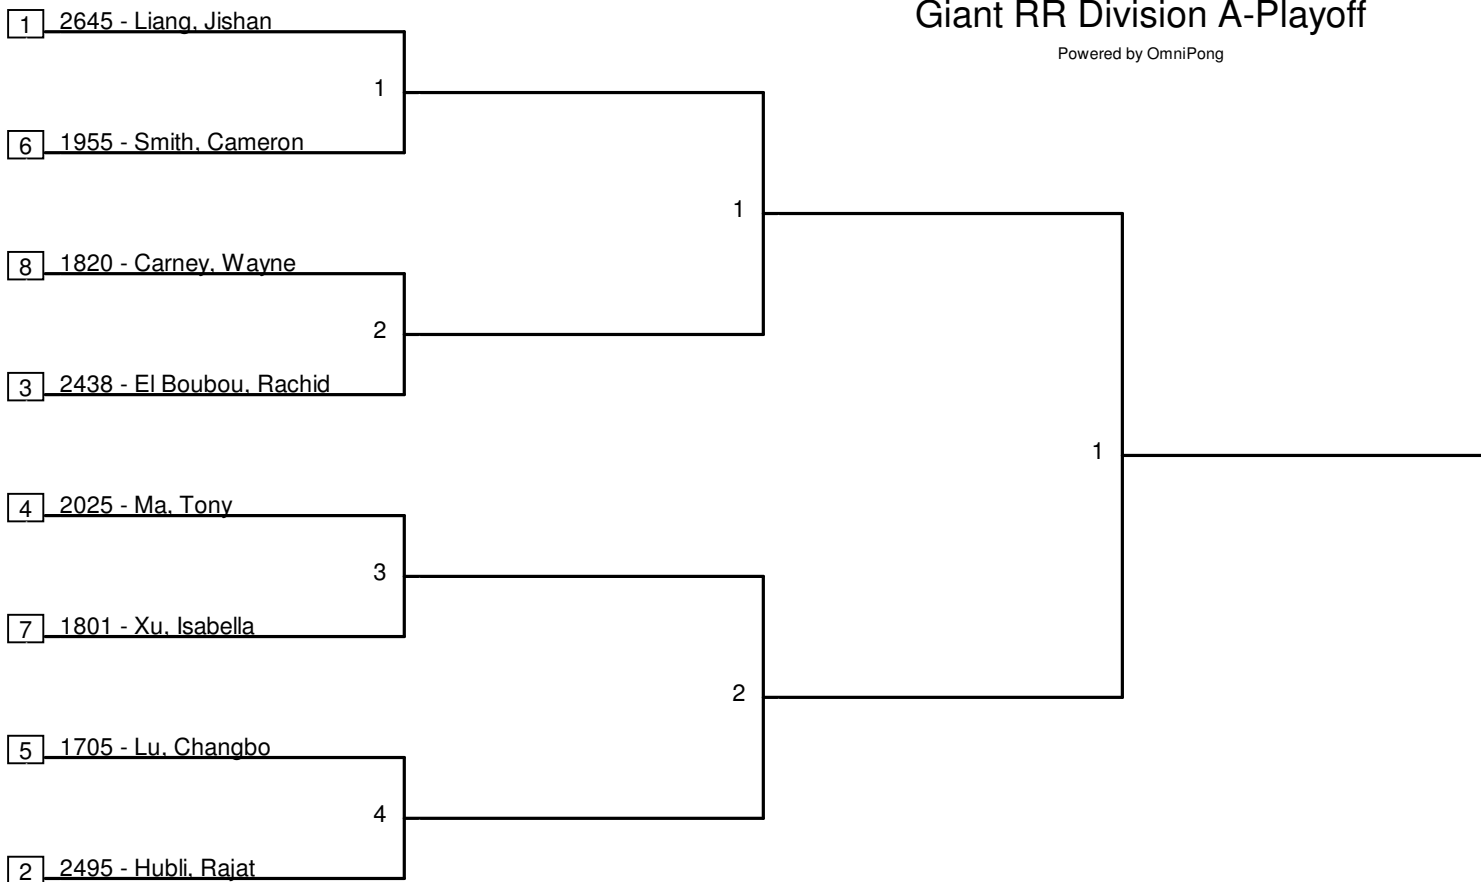 Giant RR Division A-Playoff
Powered by OmniPong
1 2645 - Liang, Jishan
1
6 1955 - Smith, Cameron
1
8 1820 - Carney, Wayne
2
3 2438 - El Boubou, Rachid
1
4 2025 - Ma, Tony
3
7 1801 - Xu, Isabella
2
5 1705 - Lu, Changbo
4
2 2495 - Hubli, Rajat